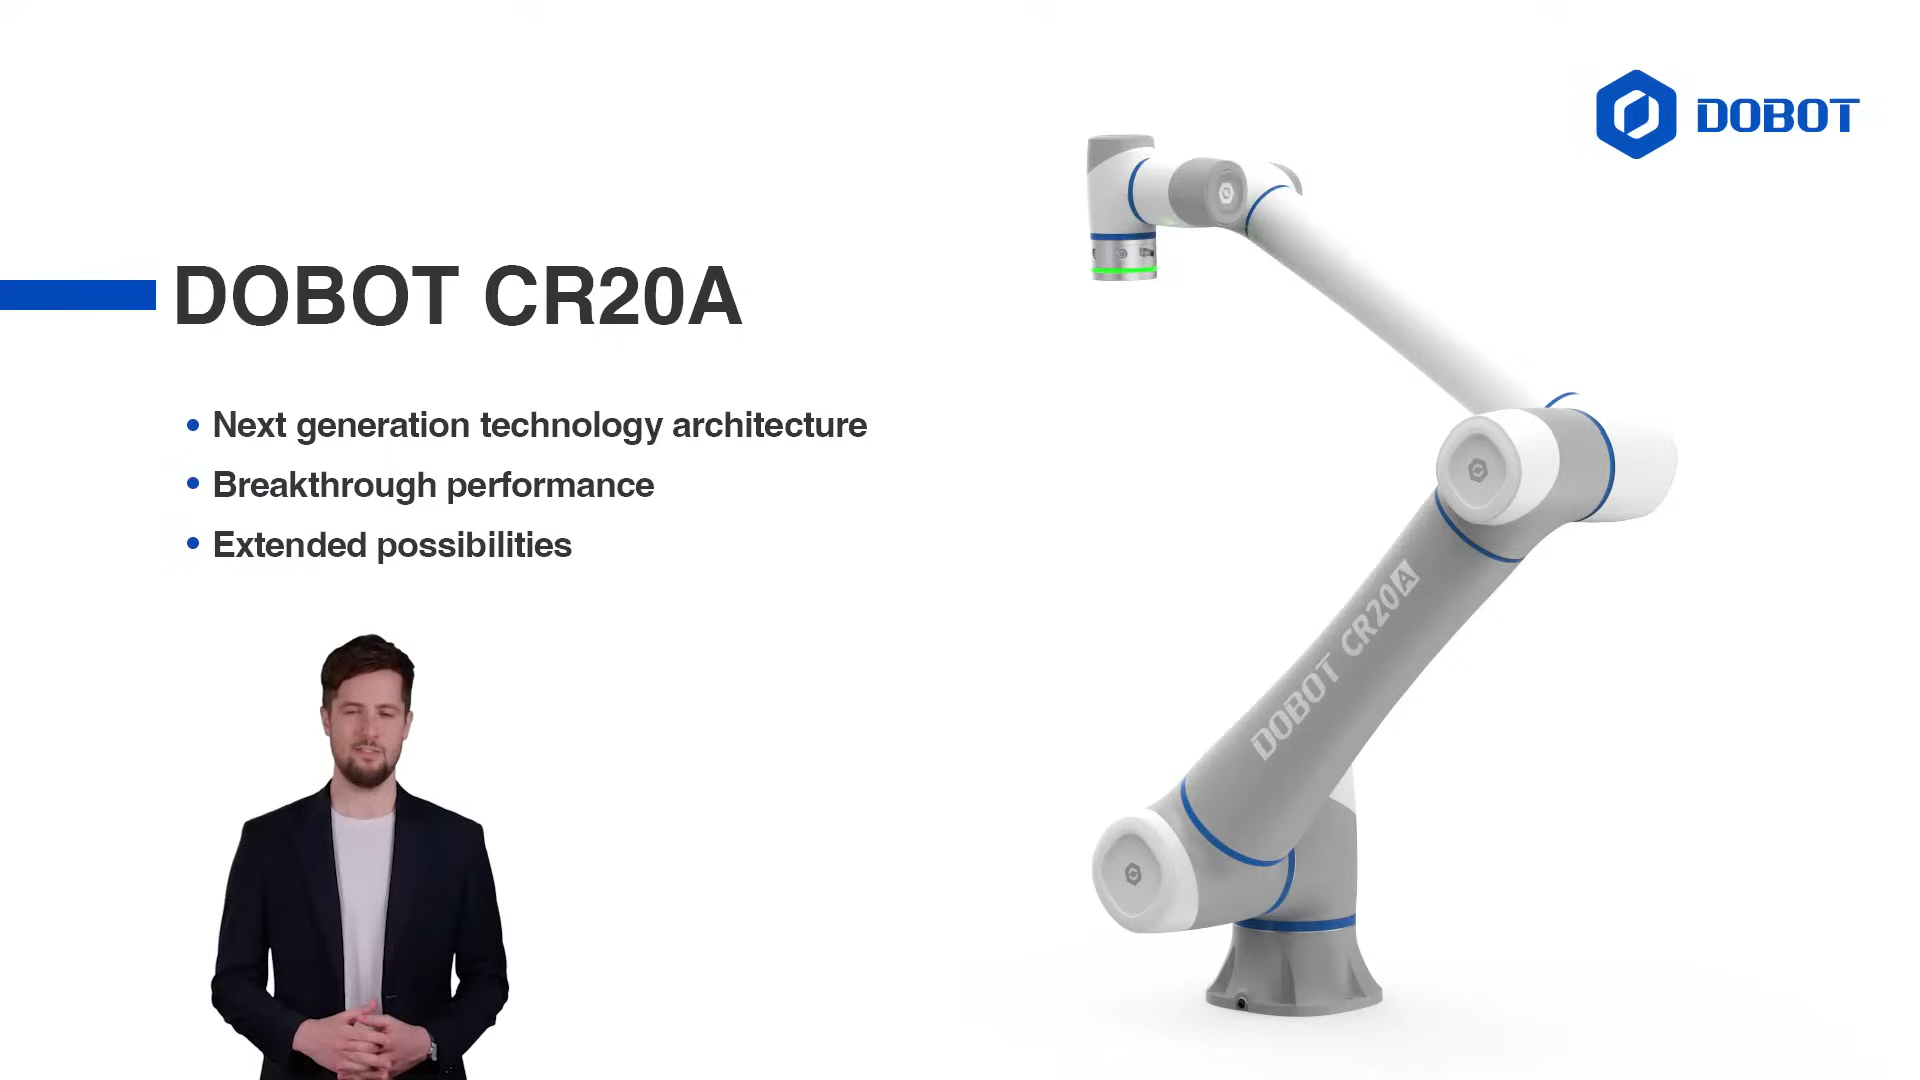 DOBOT
DOBOT CR20A
Next generation technology architecture
Breakthrough performance
Extended possibilities
DOBOT CR20A